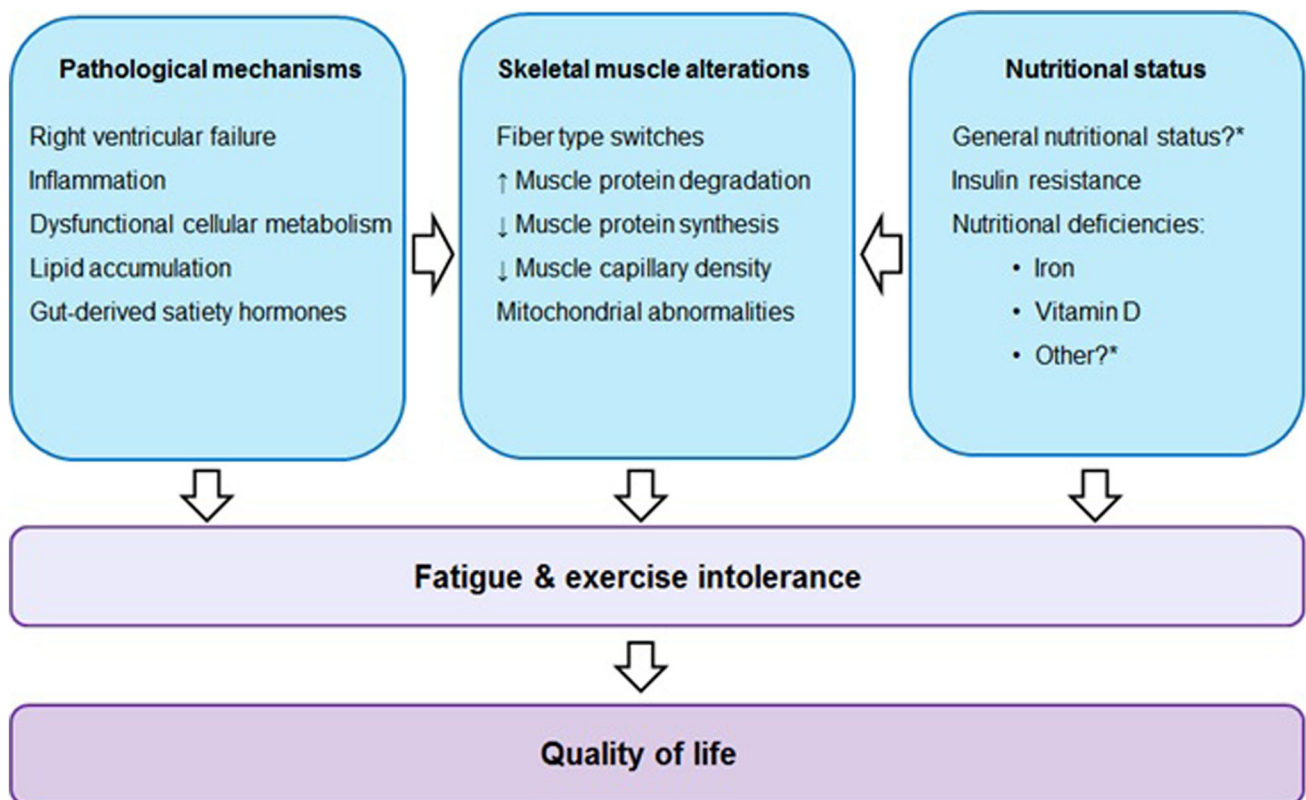 Pathological mechanisms
Right ventricular failure
Inflammation
Dysfunctional cellular metabolism
Lipid accumulation
Gut-derived satiety hormones
Skeletal muscle alterations
Fiber type switches
↑ Muscle protein degradation
↓ Muscle protein synthesis
↓ Muscle capillary density
Mitochondrial abnormalities
Nutritional status
General nutritional status?*
Insulin resistance
Nutritional deficiencies:
• Iron
• Vitamin D
• Other?*
Fatigue & exercise intolerance
Quality of life